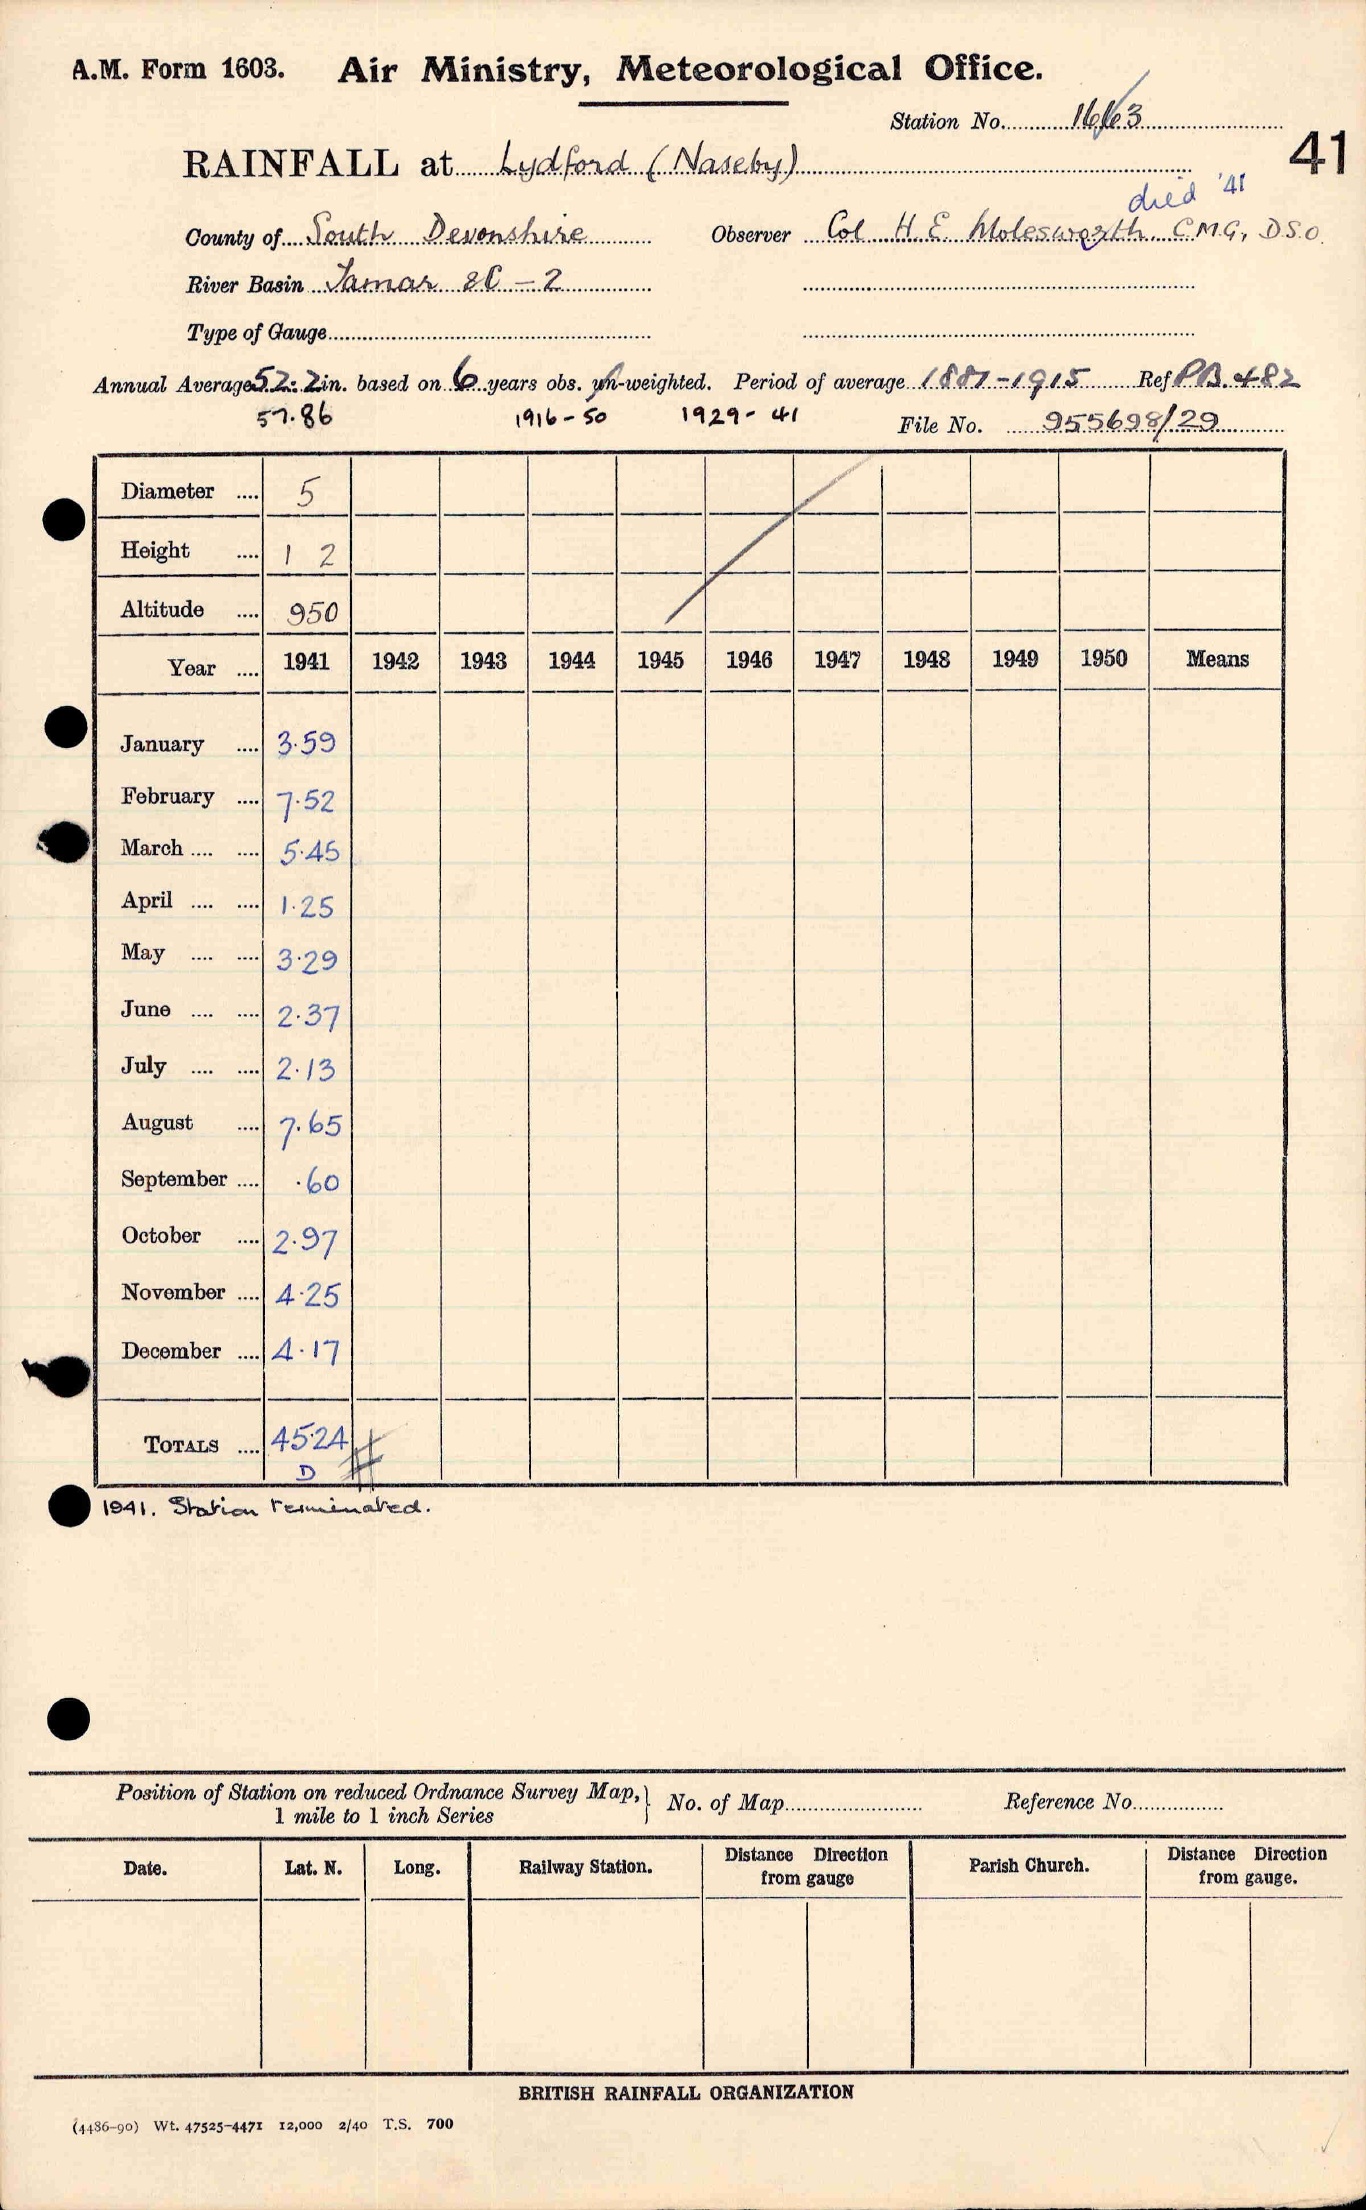 A.M. Form 1603. Air Ministry, Meteorological Office.
Station No. 1663
41
RAINFALL at Lydford (Naseby)
died '41
County of South Devonshire Observer Col H E Molesworth, C.M.G, D.S.O.
River Basin Tamar 8C - 2
Type of Gauge
Annual Average 52.2 in. based on 6 years obs. un-weighted. Period of average 1881-1915 Ref P.B. 482
57.86 1916-50 1929-41 File No. 955698/29
Diameter .... 5
Height .... 1 2
Altitude .... 950
Year .... 1941 1942 1943 1944 1945 1946 1947 1948 1949 1950 Means
January .... 3.59
February .... 7.52
March .... .... 5.45
April .... .... 1.25
May .... .... 3.29
June .... .... 2.37
July .... .... 2.13
August .... 7.65
September .... .60
October .... 2.97
November .... 4.25
December .... 4.17
TOTALS .... 45.24
D
1941. Station terminated.
Position of Station on reduced Ordnance Survey Map, } No. of Map Reference No.
1 mile to 1 inch Series
Date. Lat. N. Long. Railway Station. Distance Direction from gauge Parish Church. Distance Direction from gauge.
BRITISH RAINFALL ORGANIZATION
(4486-90) Wt. 47525-4471 12,000 2/40 T.S. 700